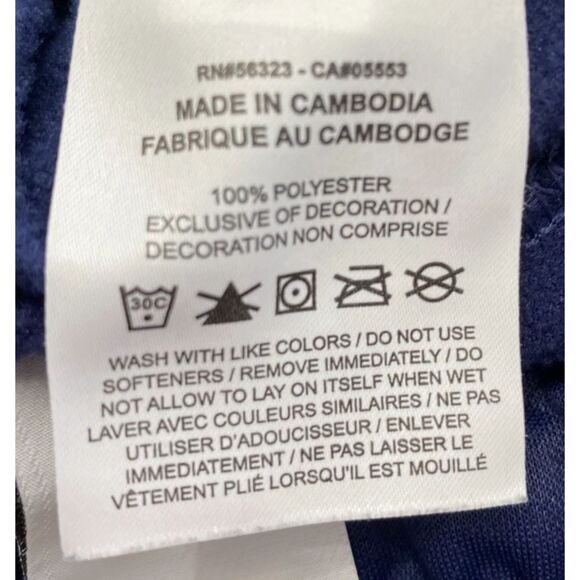 RN#56323 - CA#05553
MADE IN CAMBODIA
FABRIQUE AU CAMBODGE
100% POLYESTER
EXCLUSIVE OF DECORATION /
DECORATION NON COMPRISE
30C
WASH WITH LIKE COLORS / DO NOT USE
SOFTENERS / REMOVE IMMEDIATELY / DO
NOT ALLOW TO LAY ON ITSELF WHEN WET
LAVER AVEC COULEURS SIMILAIRES / NE PAS
UTILISER D'ADOUCISSEUR / ENLEVER
IMMEDIATEMENT / NE PAS LAISSER LE
VÊTEMENT PLIÉ LORSQU'IL EST MOUILLÉ